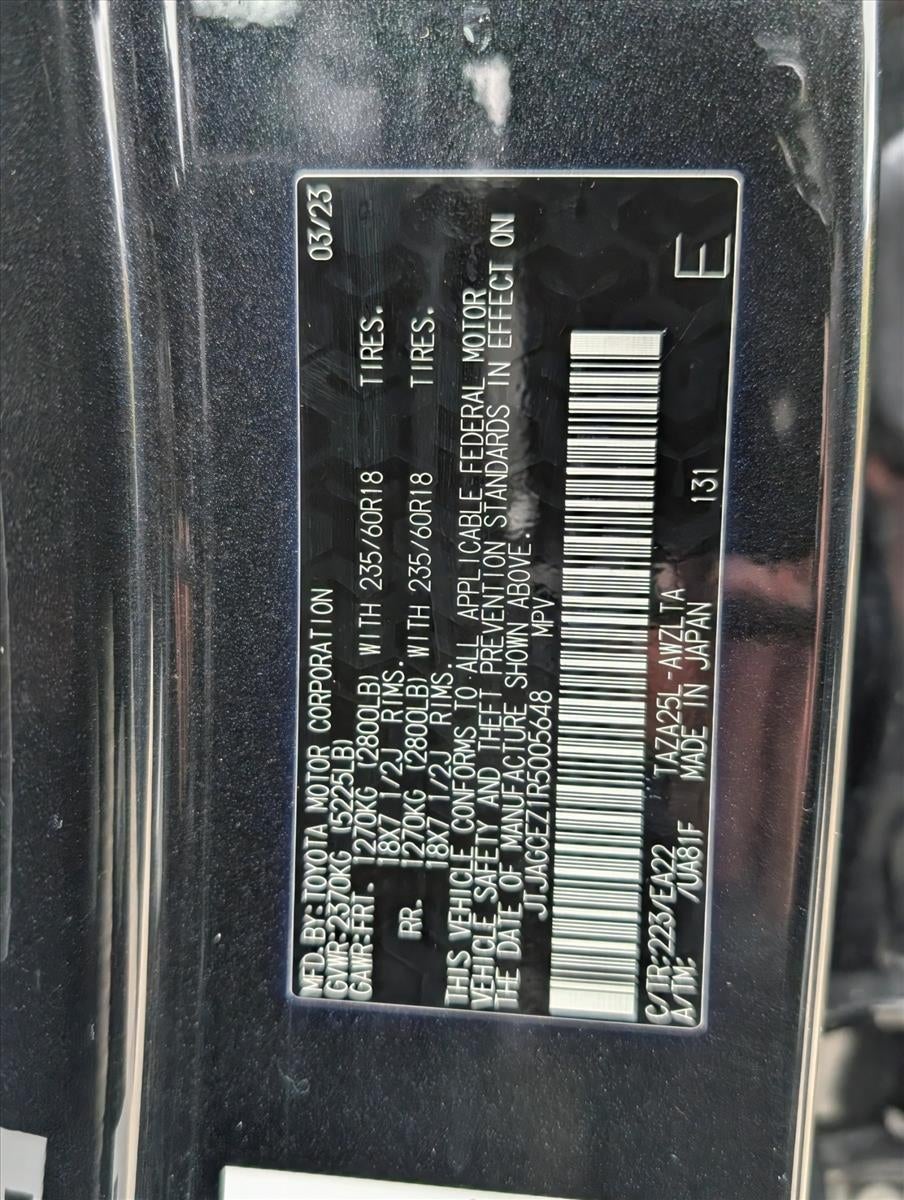 MFD. BY: TOYOTA MOTOR CORPORATION 03/23
GVWR: 2370KG (5225LB)
GAWR: FRT. 1270KG (2800LB) WITH 235/60R18 TIRES.
18X7 1/2J RIMS.
RR. 1270KG (2800LB) WITH 235/60R18 TIRES.
18X7 1/2J RIMS.
THIS VEHICLE CONFORMS TO ALL APPLICABLE FEDERAL MOTOR
VEHICLE SAFETY AND THEFT PREVENTION STANDARDS IN EFFECT ON
THE DATE OF MANUFACTURE SHOWN ABOVE.
JTJAGCEZ1R5005648 MPV
C/TR: 223/EA22 TAZA25L-AWZLTA
A/TM: /UA81F MADE IN JAPAN 131 E